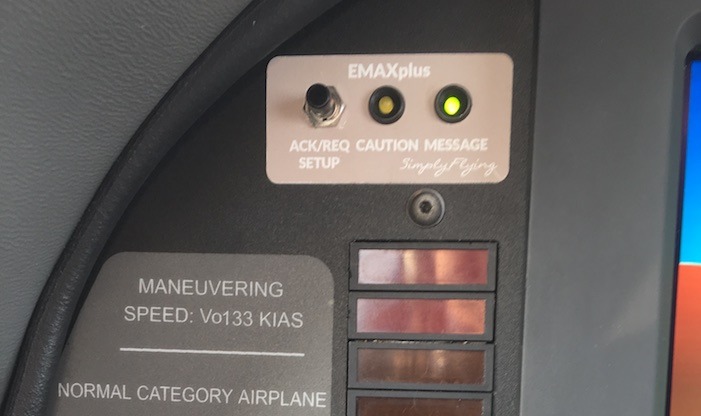 EMAXplus
ACK/REQ CAUTION MESSAGE
SETUP
SimplyFlying
MANEUVERING
SPEED: Vo133 KIAS
NORMAL CATEGORY AIRPLANE